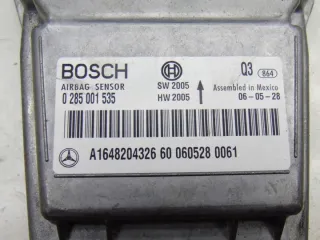 BOSCH
SW 2005
Q3 864
AIRBAG SENSOR
0 285 001 535
HW 2005
Assembled in Mexico
06-05-28
A1648204326 60 060528 0061